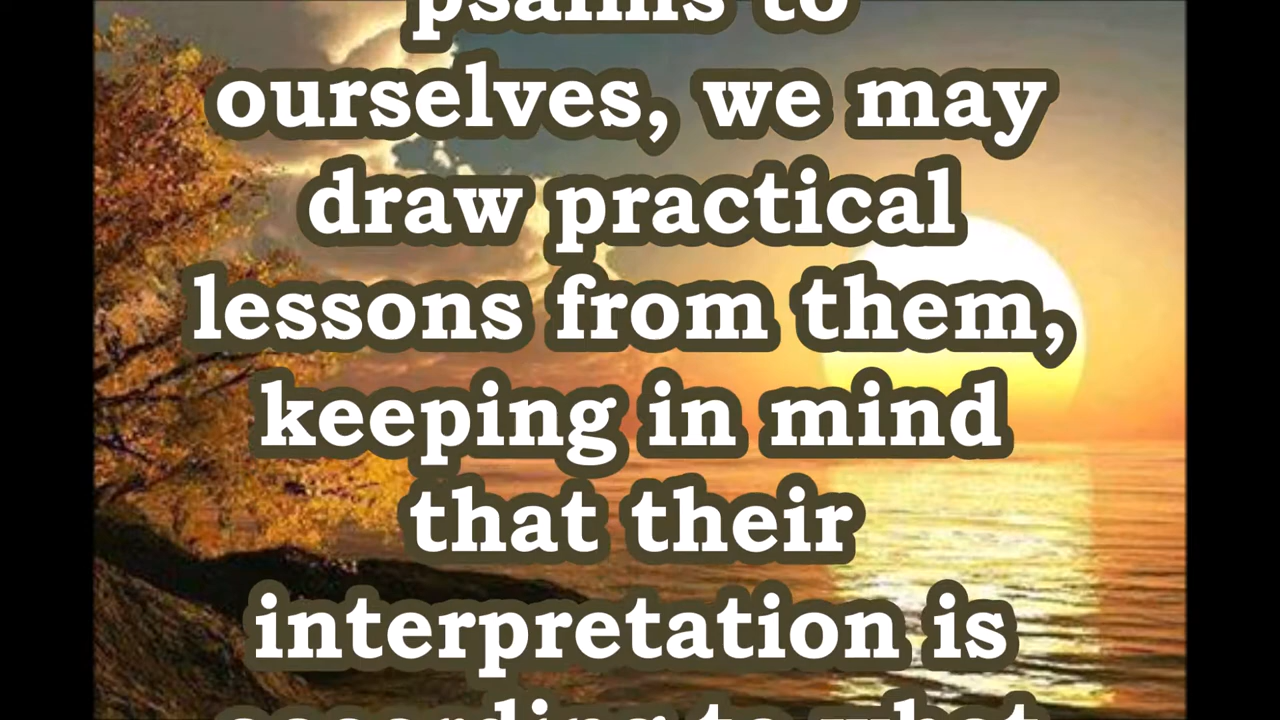 psalms to
ourselves, we may
draw practical
lessons from them,
keeping in mind
that their
interpretation is
according to what